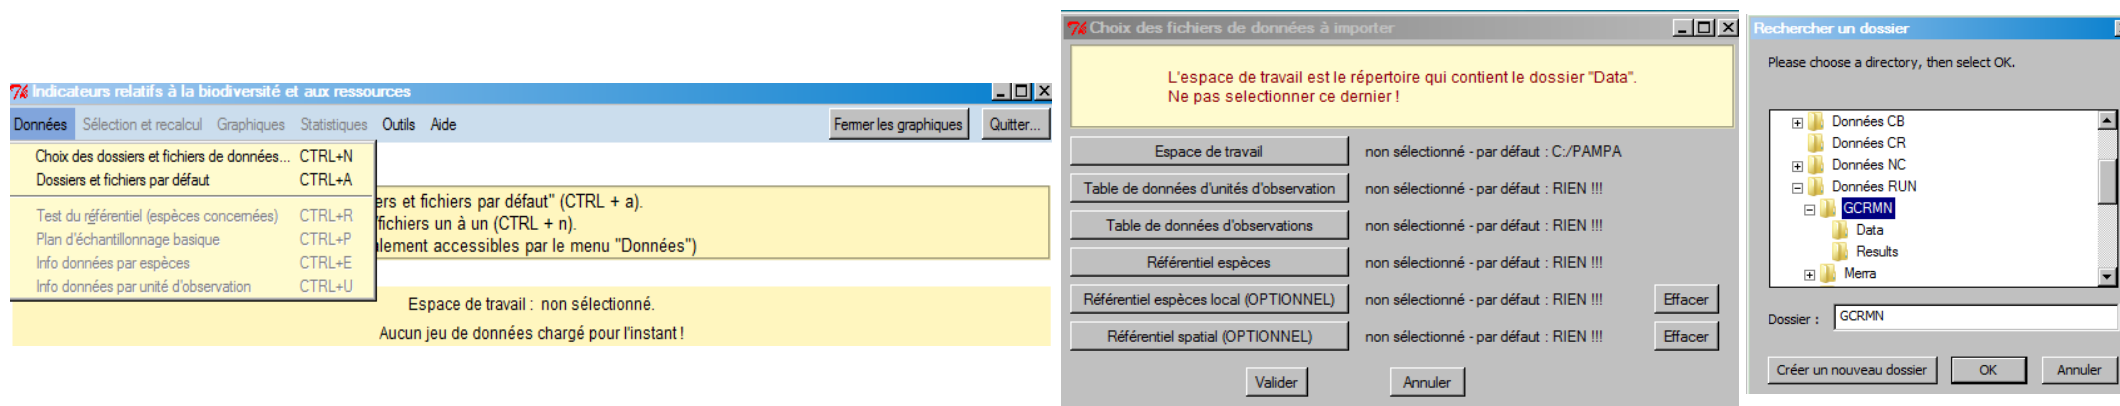 Indicateurs relatifs à la biodiversité et aux ressources
Données Sélection et recalcul Graphiques Statistiques Outils Aide Fermer les graphiques Quitter...
Choix des dossiers et fichiers de données... CTRL+N
Dossiers et fichiers par défaut CTRL+A
Test du référentiel (espèces concernées) CTRL+R
Plan d'échantillonnage basique CTRL+P
Info données par espèces CTRL+E
Info données par unité d'observation CTRL+U
ers et fichiers par défaut" (CTRL + a).
fichiers un à un (CTRL + n).
lement accessibles par le menu "Données")
Espace de travail : non sélectionné.
Aucun jeu de données chargé pour l'instant !
Choix des fichiers de données à importer
L'espace de travail est le répertoire qui contient le dossier "Data".
Ne pas selectionner ce dernier !
Espace de travail non sélectionné - par défaut : C:/PAMPA
Table de données d'unités d'observation non sélectionné - par défaut : RIEN !!!
Table de données d'observations non sélectionné - par défaut : RIEN !!!
Référentiel espèces non sélectionné - par défaut : RIEN !!!
Référentiel espèces local (OPTIONNEL) non sélectionné - par défaut : RIEN !!! Effacer
Référentiel spatial (OPTIONNEL) non sélectionné - par défaut : RIEN !!! Effacer
Valider Annuler
Rechercher un dossier
Please choose a directory, then select OK.
Données CB
Données CR
Données NC
Données RUN
GCRMN
Data
Results
Merra
Dossier : GCRMN
Créer un nouveau dossier OK Annuler